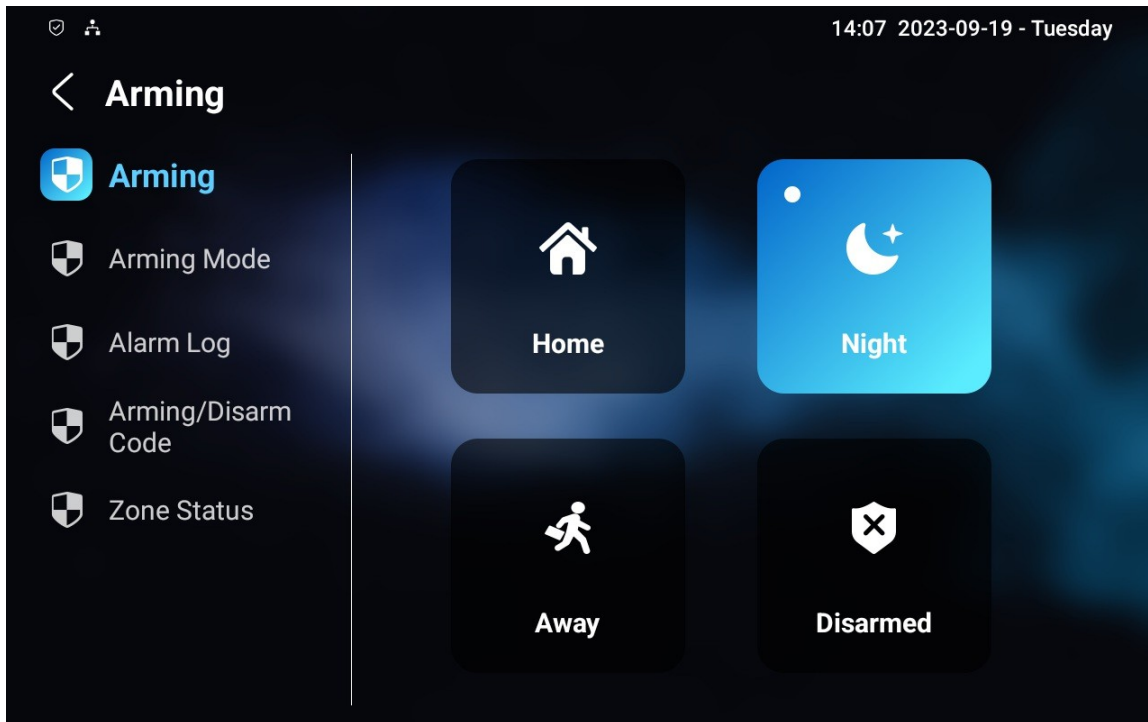 14:07 2023-09-19 - Tuesday
Arming
Arming
Arming Mode
Alarm Log
Arming/Disarm
Code
Zone Status
Home
Night
Away
Disarmed